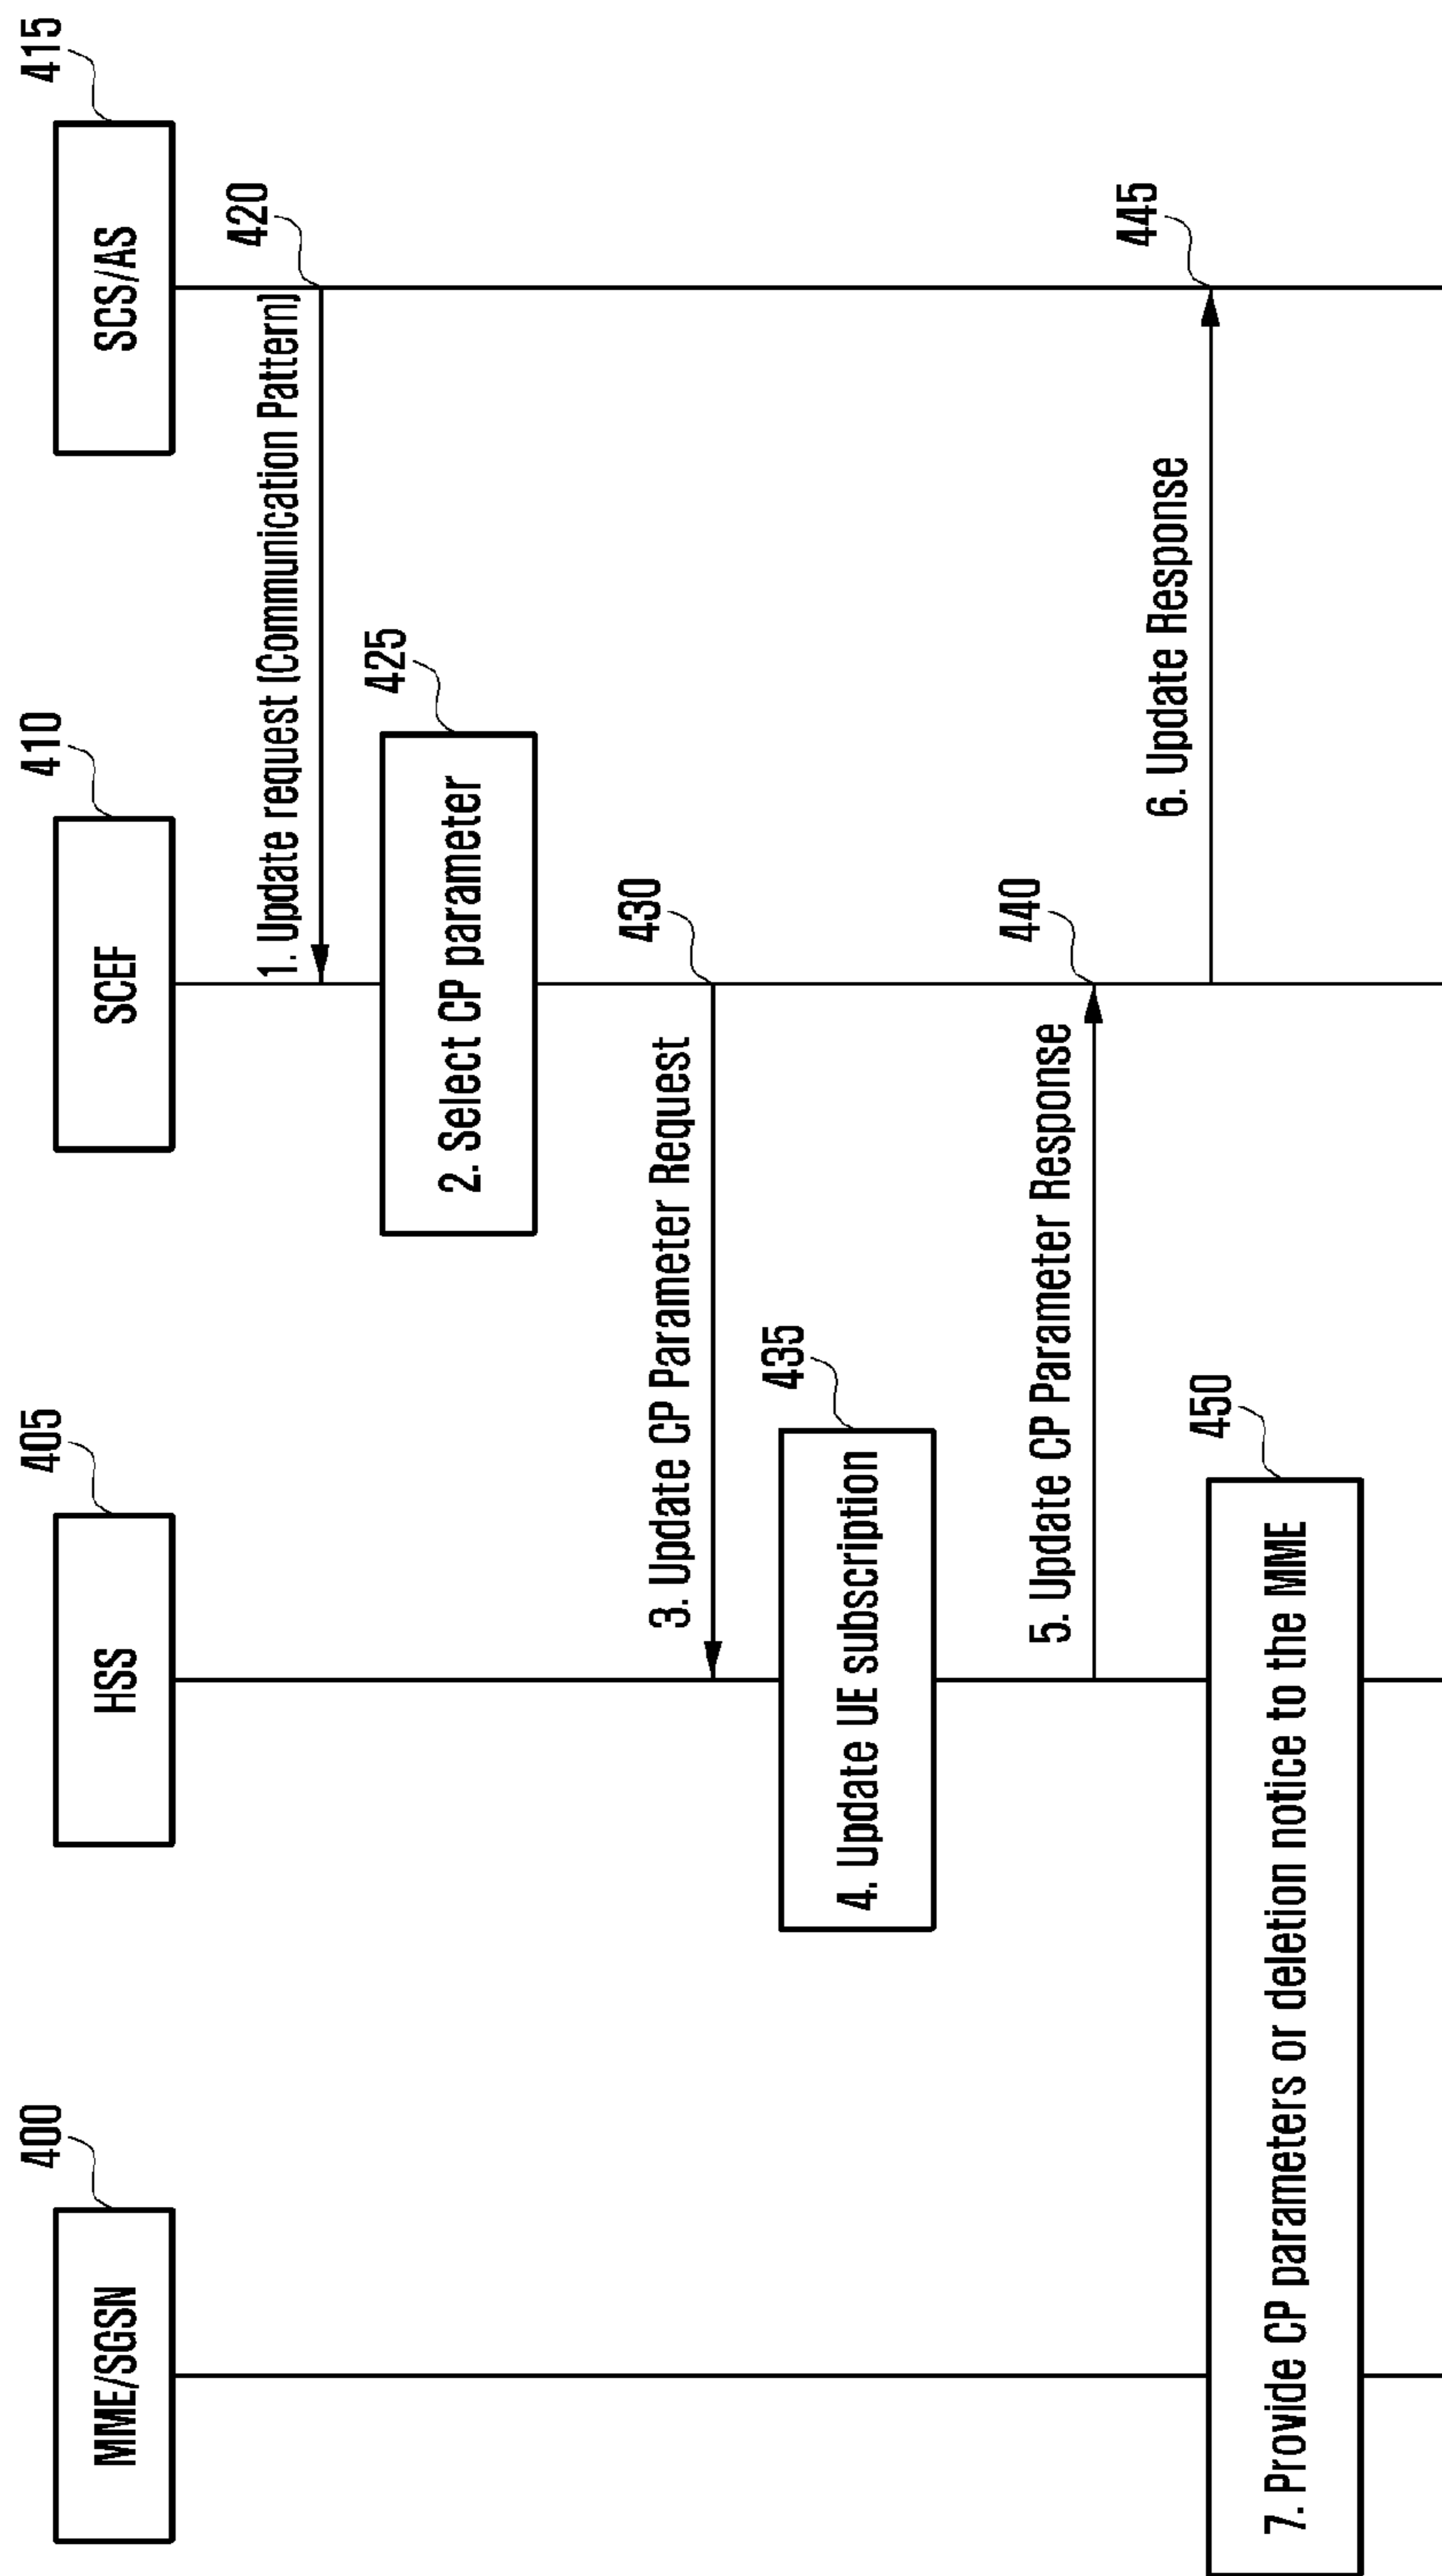 400
MME/SGSN
405
HSS
410
SCEF
415
SCS/AS
420
1. Update request (Communication Pattern)
425
2. Select CP parameter
430
3. Update CP Parameter Request
435
4. Update UE subscription
440
5. Update CP Parameter Response
445
6. Update Response
450
7. Provide CP parameters or deletion notice to the MME